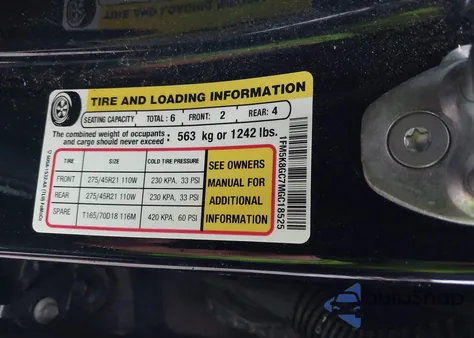 TIRE AND LOADING INFORMATION
SEATING CAPACITY TOTAL: 6 FRONT: 2 REAR: 4
The combined weight of occupants and cargo should never exceed : 563 kg or 1242 lbs.
TIRE SIZE COLD TIRE PRESSURE
FRONT 275/45R21 110W 230 KPA, 33 PSI
REAR 275/45R21 110W 230 KPA, 33 PSI
SPARE T165/70D18 116M 420 KPA, 60 PSI
SEE OWNERS
MANUAL FOR
ADDITIONAL
INFORMATION
1FM5K8GC7MGC18525
autoSnap